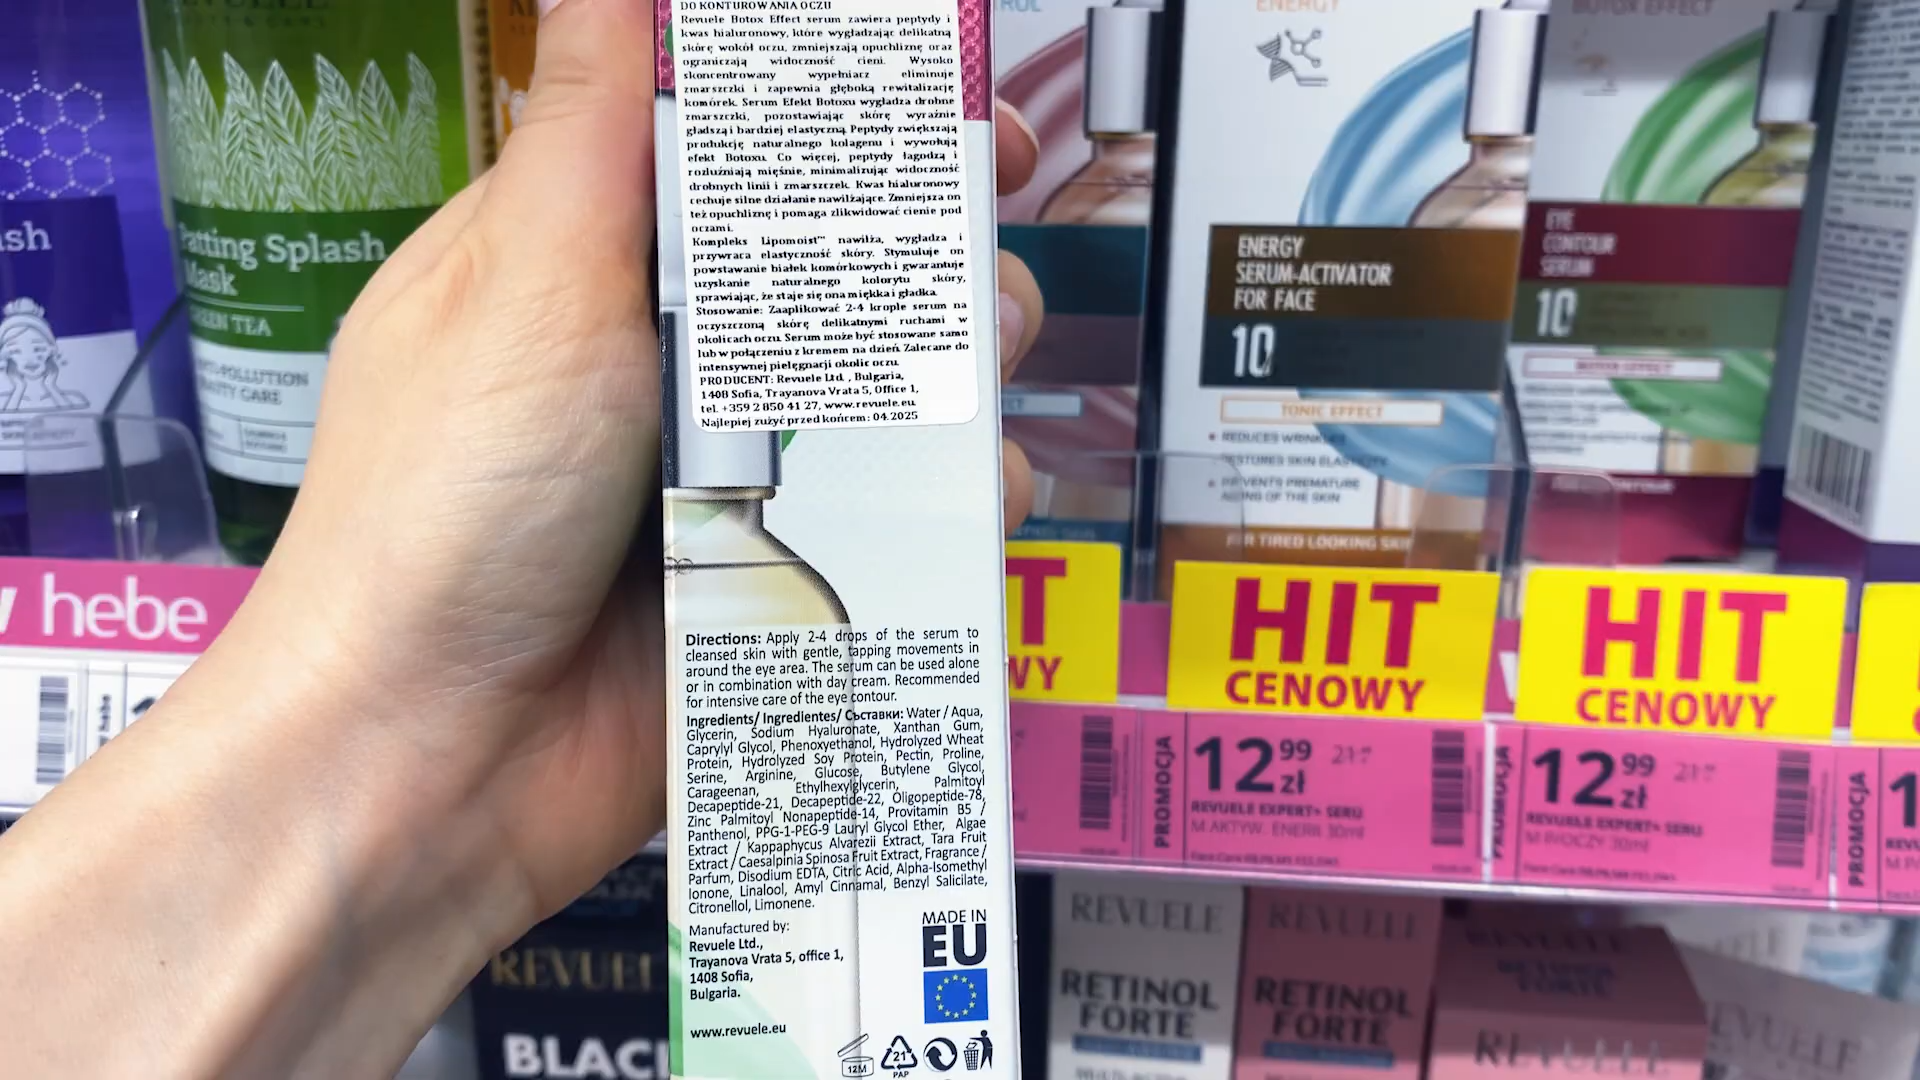 DO KONTUROWANIA OCZU
Revuele Botox Effect serum zawiera peptydy i
kwas hialuronowy, które wygładzając delikatną
skórę wokół oczu, zmniejszają opuchliznę oraz
ograniczają widoczność cieni. Wysoko
skoncentrowany wypełniacz eliminuje
zmarszczki i zapewnia głęboką rewitalizację
komórek. Serum Efekt Botoxu wygładza drobne
zmarszczki, pozostawiając skórę wyraźnie
gładszą i bardziej elastyczną. Peptydy zwiększają
produkcję naturalnego kolagenu i wywołują
efekt Botoxu. Co więcej, peptydy łagodzą i
rozluźniają mięśnie, minimalizując widoczność
drobnych linii i zmarszczek. Kwas hialuronowy
cechuje silne działanie nawilżające. Zmniejsza on
też opuchliznę i pomaga zlikwidować cienie pod
oczami.
Kompleks Lipomoist™ nawilża, wygładza i
przywraca elastyczność skóry. Stymuluje on
powstawanie białek komórkowych i gwarantuje
uzyskanie naturalnego kolorytu skóry,
sprawiając, że staje się ona miękka i gładka.
Stosowanie: Zaaplikować 2-4 krople serum na
oczyszczoną skórę delikatnymi ruchami w
okolicach oczu. Serum może być stosowane samo
lub w połączeniu z kremem na dzień. Zalecane do
intensywnej pielęgnacji okolic oczu.
PRODUCENT: Revuele Ltd., Bulgaria,
1408 Sofia, Trayanova Vrata 5, Office 1,
tel. +359 2 850 41 27, www.revuele.eu
Najlepiej zużyć przed końcem: 04.2025
Directions: Apply 2-4 drops of the serum to
cleansed skin with gentle, tapping movements in
around the eye area. The serum can be used alone
or in combination with day cream. Recommended
for intensive care of the eye contour.
Ingredients/ Ingredientes/ Съставки: Water / Aqua,
Glycerin, Sodium Hyaluronate, Xanthan Gum,
Caprylyl Glycol, Phenoxyethanol, Hydrolyzed Wheat
Protein, Hydrolyzed Soy Protein, Pectin, Proline,
Serine, Arginine, Glucose, Butylene Glycol,
Carageenan, Ethylhexylglycerin, Palmitoyl
Decapeptide-21, Decapeptide-22, Oligopeptide-78,
Zinc Palmitoyl Nonapeptide-14, Provitamin B5 /
Panthenol, PPG-1-PEG-9 Lauryl Glycol Ether, Algae
Extract / Kappaphycus Alvarezii Extract, Tara Fruit
Extract / Caesalpinia Spinosa Fruit Extract, Fragrance /
Parfum, Disodium EDTA, Citric Acid, Alpha-Isomethyl
Ionone, Linalool, Amyl Cinnamal, Benzyl Salicilate,
Citronellol, Limonene.
Manufactured by:
Revuele Ltd.,
Trayanova Vrata 5, office 1,
1408 Sofia,
Bulgaria.
www.revuele.eu
MADE IN
EU
12M
21
PAP
Patting Splash
Mask
GREEN TEA
hebe
ENERGY
ENERGY
SERUM-ACTIVATOR
FOR FACE
10
TONIC EFFECT
REDUCES WRINKLES
RESTURES SKIN ELASTICITY
PREVENTS PREMATURE
AGING OF THE SKIN
FOR TIRED LOOKING SKIN
BOTOX EFFECT
EYE
CONTOUR
SERUM
10
BOTOX EFFECT
HIT
CENOWY
HIT
CENOWY
PROMOCJA
12 99 zł
REVUELE EXPERT+ SERU
M AKTYW. ENERII 30ml
PROMOCJA
12 99 zł
REVUELE EXPERT+ SERU
M P/OCZY 30ml
PROMOCJA
REVUELE
RETINOL
FORTE
REVUELE
RETINOL
FORTE
REVUELE
REVUELE
BLACK